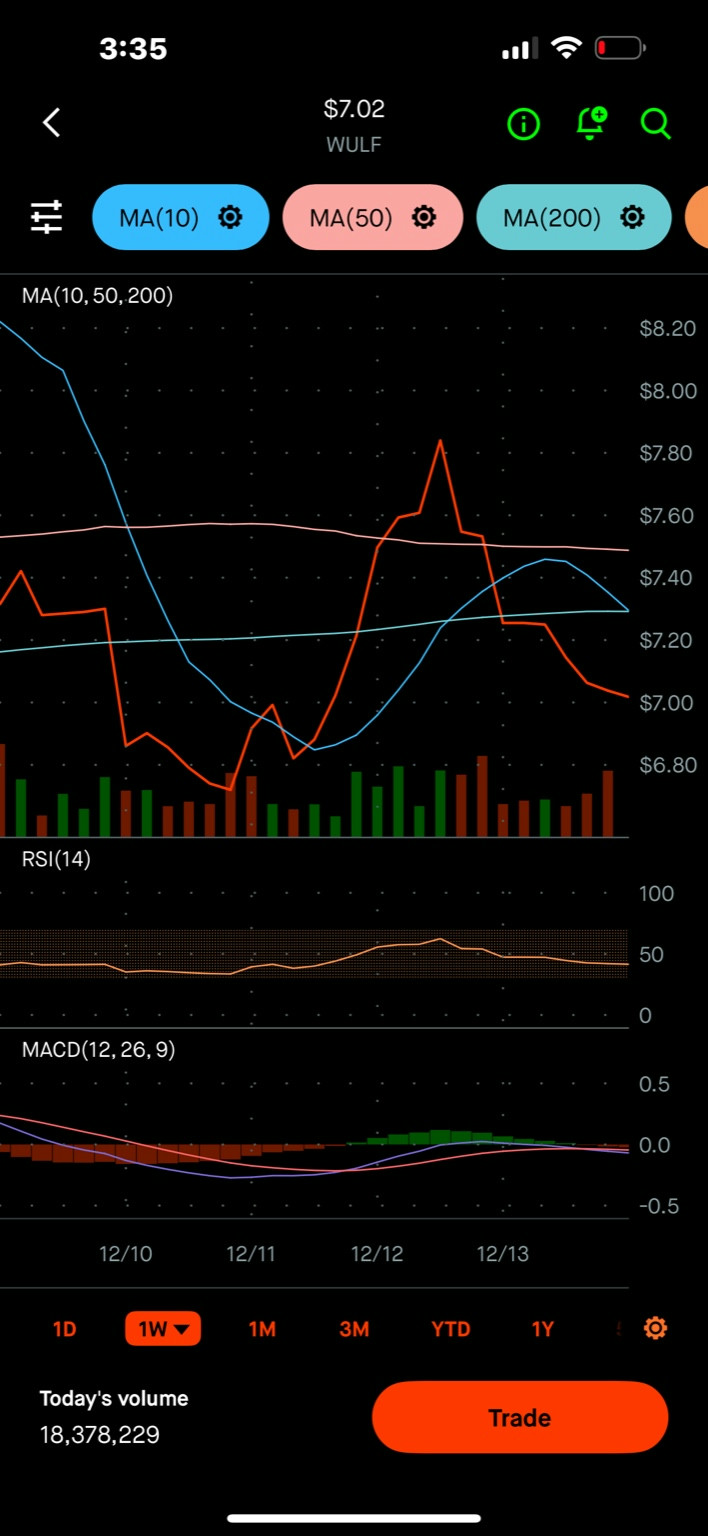 3:35
$7.02
WULF
MA(10) MA(50) MA(200)
MA(10,50,200)
$8.20
$8.00
$7.80
$7.60
$7.40
$7.20
$7.00
$6.80
RSI(14)
100
50
0
MACD(12,26,9)
0.5
0.0
-0.5
12/10 12/11 12/12 12/13
1D 1W 1M 3M YTD 1Y
Today's volume
18,378,229
Trade